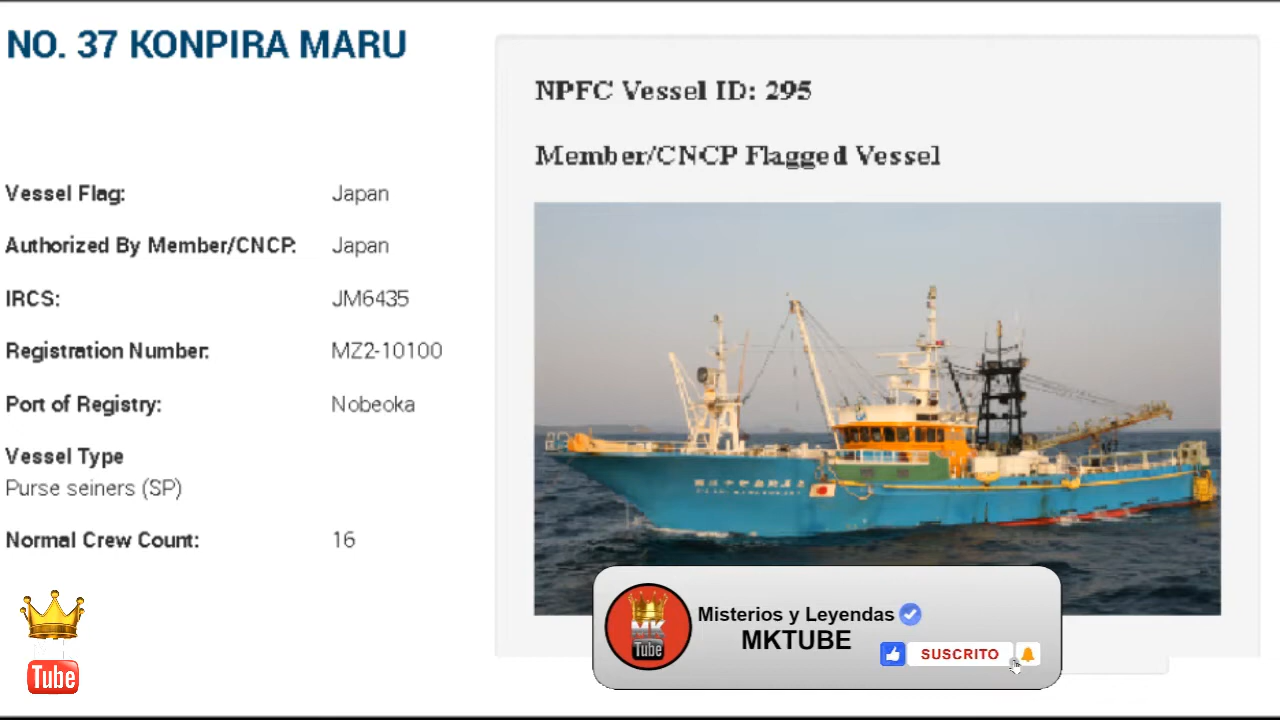 NO. 37 KONPIRA MARU
NPFC Vessel ID: 295
Member/CNCP Flagged Vessel
Vessel Flag: Japan
Authorized By Member/CNCP: Japan
IRCS: JM6435
Registration Number: MZ2-10100
Port of Registry: Nobeoka
Vessel Type
Purse seiners (SP)
Normal Crew Count: 16
Tube
MK
Tube
Misterios y Leyendas
MKTUBE
SUSCRITO